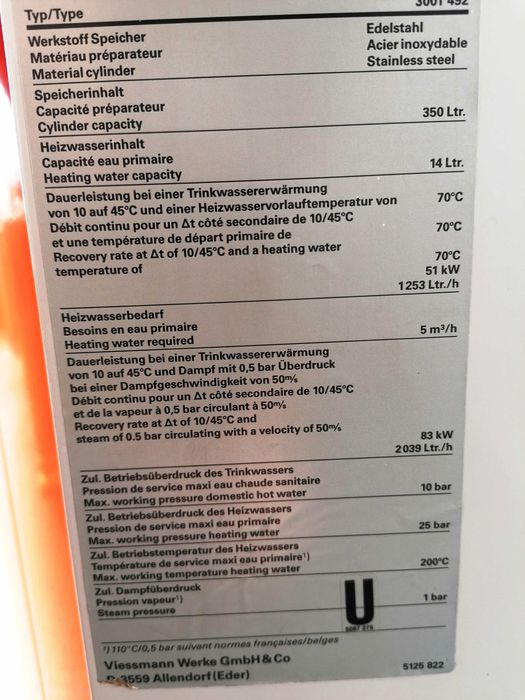 Typ/Type
3001 492
Werkstoff Speicher
Matériau préparateur
Material cylinder
Edelstahl
Acier inoxydable
Stainless steel
Speicherinhalt
Capacité préparateur
Cylinder capacity
350 Ltr.
Heizwasserinhalt
Capacité eau primaire
Heating water capacity
14 Ltr.
Dauerleistung bei einer Trinkwassererwärmung
von 10 auf 45°C und einer Heizwasservorlauftemperatur von 70°C
Débit continu pour un Δt côté secondaire de 10/45°C
et une température de départ primaire de 70°C
Recovery rate at Δt of 10/45°C and a heating water
temperature of 70°C
51 kW
1253 Ltr./h
Heizwasserbedarf
Besoins en eau primaire
Heating water required
5 m³/h
Dauerleistung bei einer Trinkwassererwärmung
von 10 auf 45°C und Dampf mit 0,5 bar Überdruck
bei einer Dampfgeschwindigkeit von 50m/s
Débit continu pour un Δt côté secondaire de 10/45°C
et de la vapeur à 0,5 bar circulant à 50m/s
Recovery rate at Δt of 10/45°C and
steam of 0.5 bar circulating with a velocity of 50m/s
83 kW
2039 Ltr./h
Zul. Betriebsüberdruck des Trinkwassers
Pression de service maxi eau chaude sanitaire
Max. working pressure domestic hot water
10 bar
Zul. Betriebsüberdruck des Heizwassers
Pression de service maxi eau primaire
Max. working pressure heating water
25 bar
Zul. Betriebstemperatur des Heizwassers
Température de service maxi eau primaire¹)
Max. working temperature heating water
200°C
Zul. Dampfüberdruck
Pression vapeur¹)
Steam pressure
1 bar
U
5087 276
¹) 110°C/0,5 bar suivant normes françaises/belges
Viessmann Werke GmbH & Co
D-3559 Allendorf (Eder)
5125 822